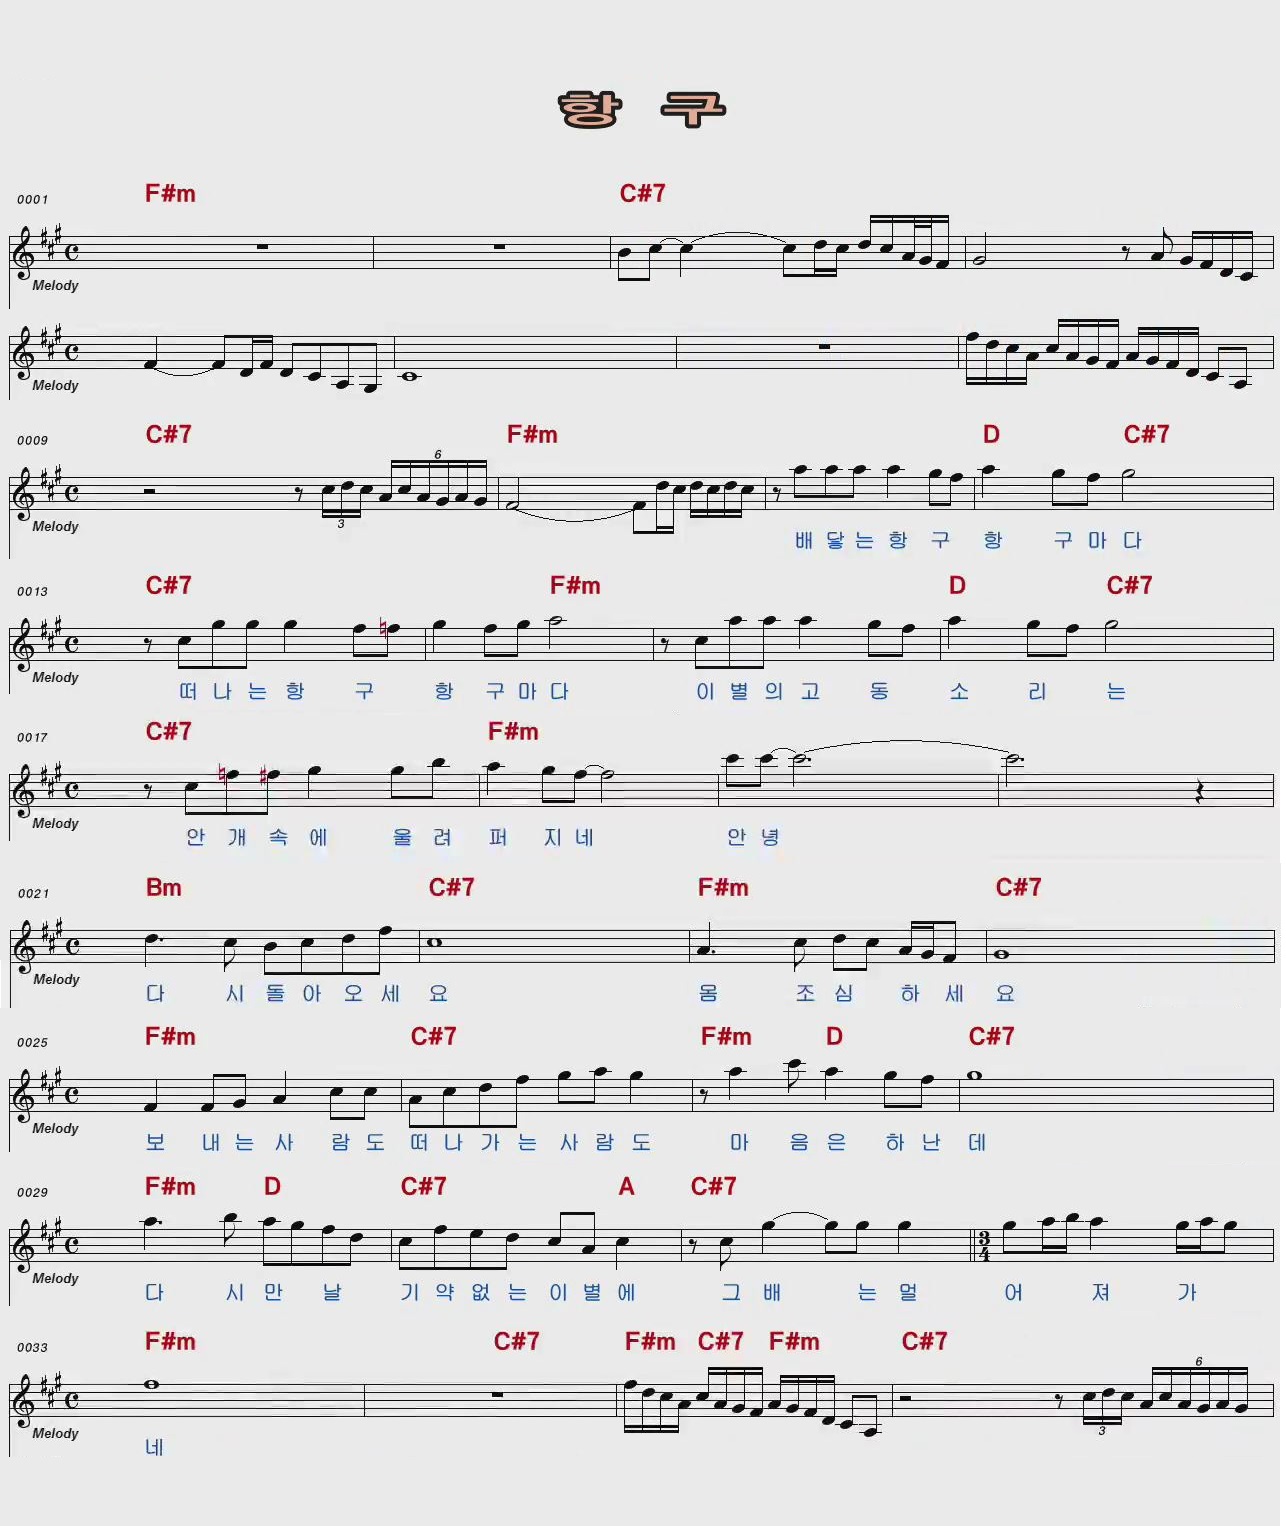 항 구
0001 F#m C#7
Melody
Melody
0009 C#7 F#m D C#7
6
3
Melody 배 닿 는 항 구 항 구 마 다
0013 C#7 F#m D C#7
Melody 떠 나 는 항 구 항 구 마 다 이 별 의 고 동 소 리 는
0017 C#7 F#m
Melody 안 개 속 에 울 려 퍼 지 네 안 녕
0021 Bm C#7 F#m C#7
Melody 다 시 돌 아 오 세 요 몸 조 심 하 세 요
0025 F#m C#7 F#m D C#7
Melody 보 내 는 사 람 도 떠 나 가 는 사 람 도 마 음 은 하 난 데
0029 F#m D C#7 A C#7
3
4
Melody 다 시 만 날 기 약 없 는 이 별 에 그 배 는 멀 어 져 가
0033 F#m C#7 F#m C#7 F#m C#7
6
3
Melody 네